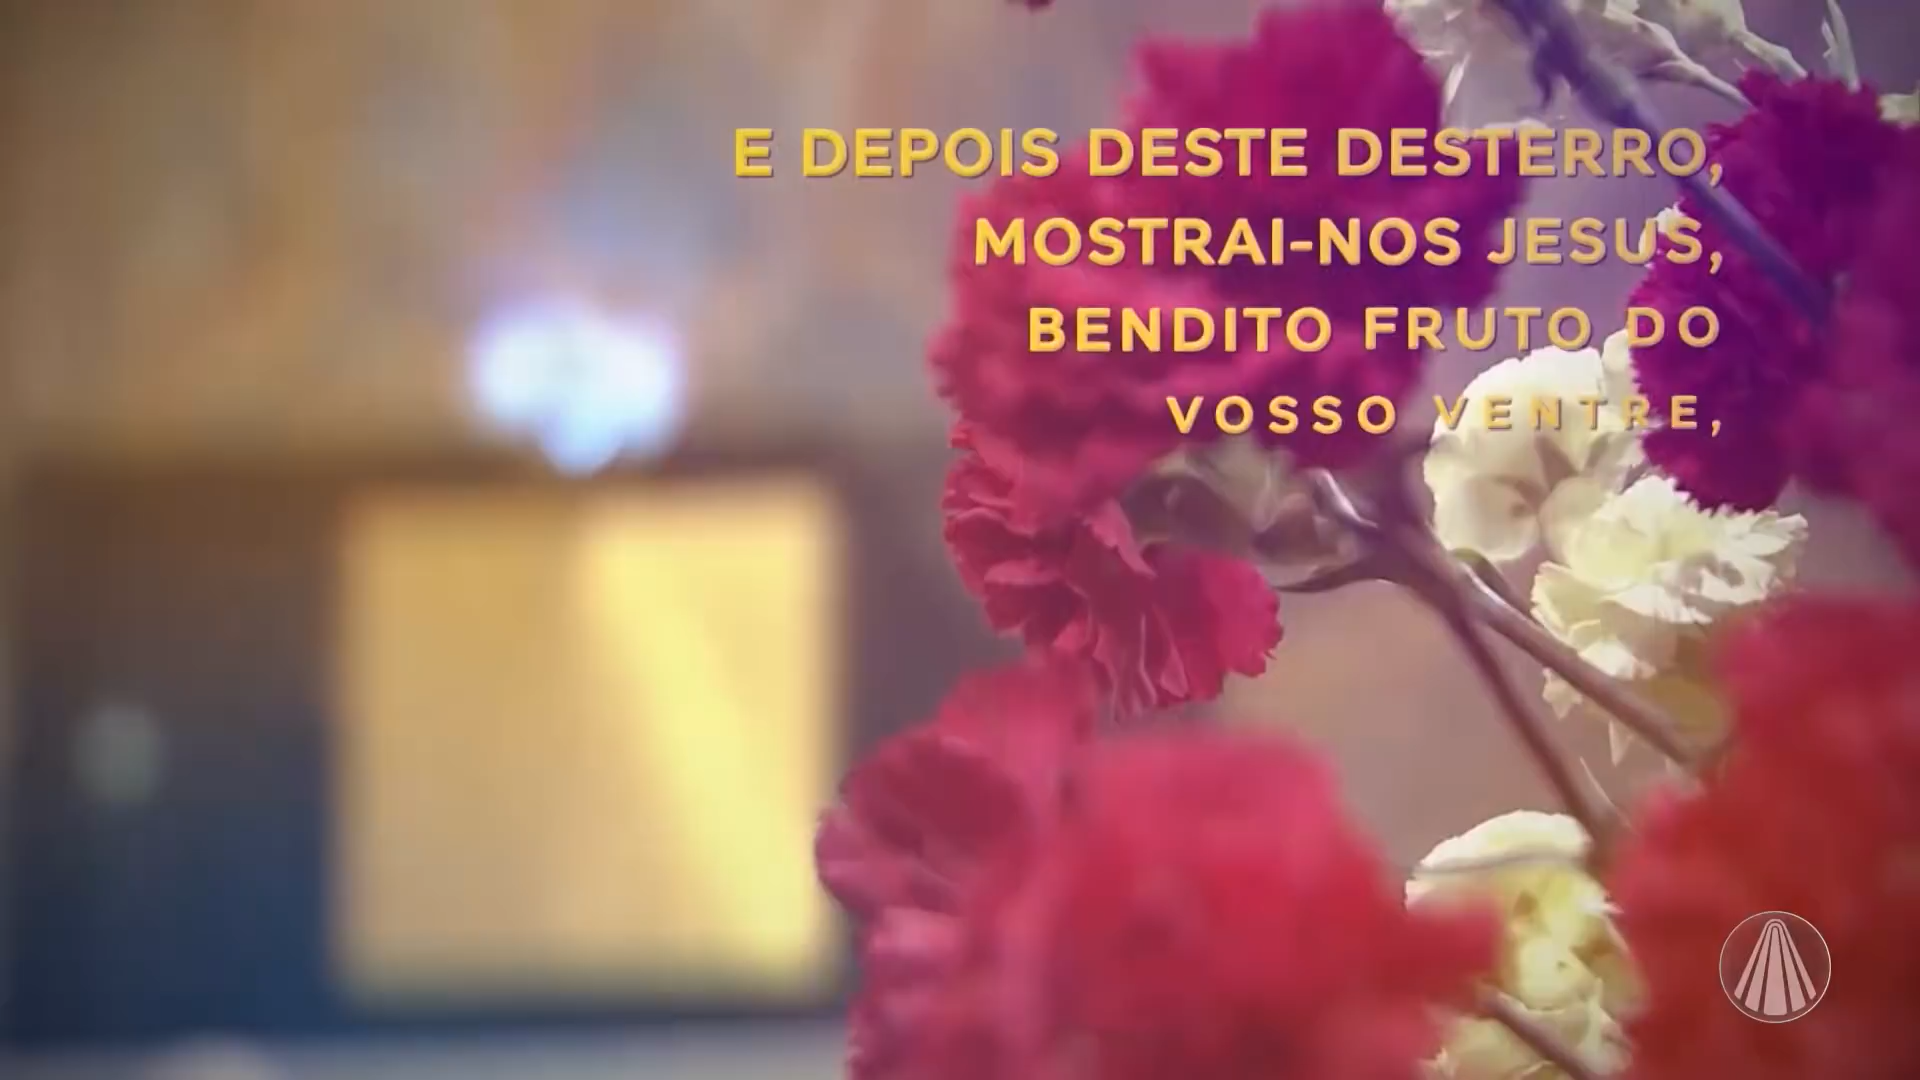 E DEPOIS DESTE DESTERRO,
MOSTRAI-NOS JESUS,
BENDITO FRUTO DO
VOSSO VENTRE,